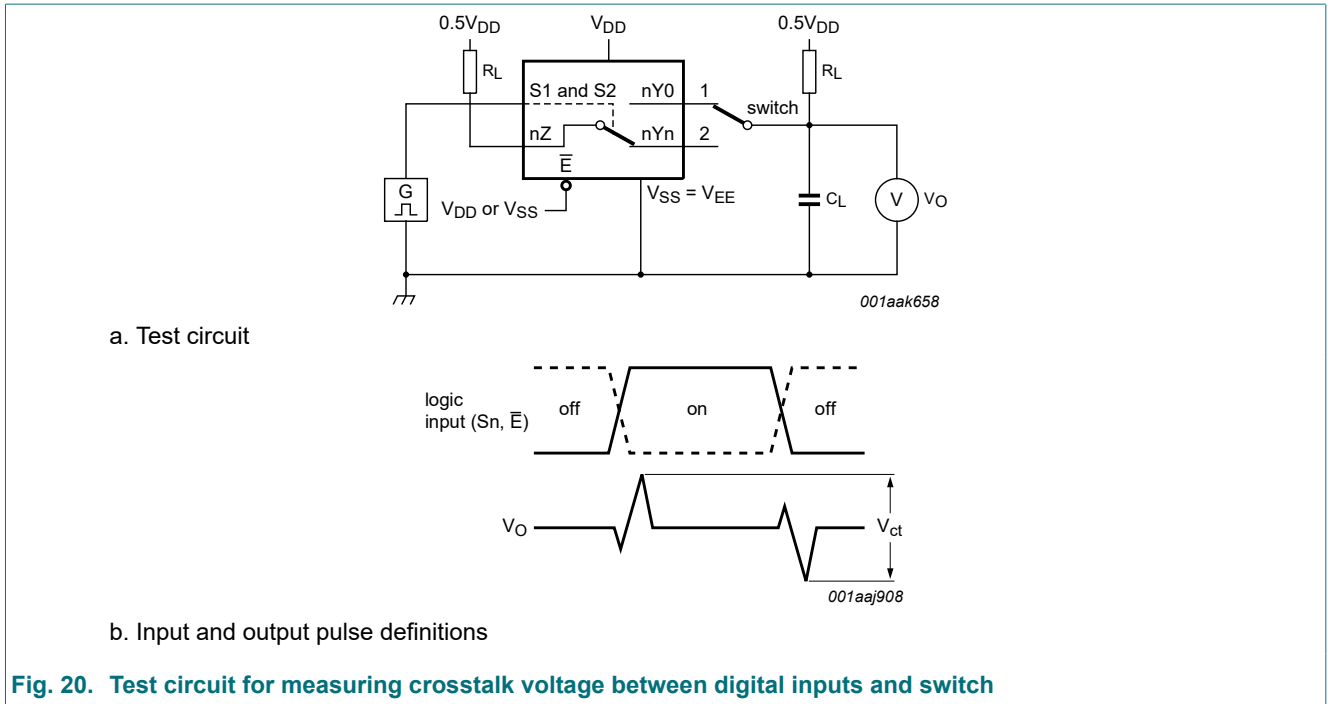 0.5VDD VDD 0.5VDD
RL RL
S1 and S2 nY0 1
switch
nZ nYn 2
E̅
G
VDD or VSS
VSS = VEE
CL V VO
001aak658
a. Test circuit
logic
input (Sn, E̅)
off on off
VO Vct
001aaj908
b. Input and output pulse definitions
Fig. 20. Test circuit for measuring crosstalk voltage between digital inputs and switch